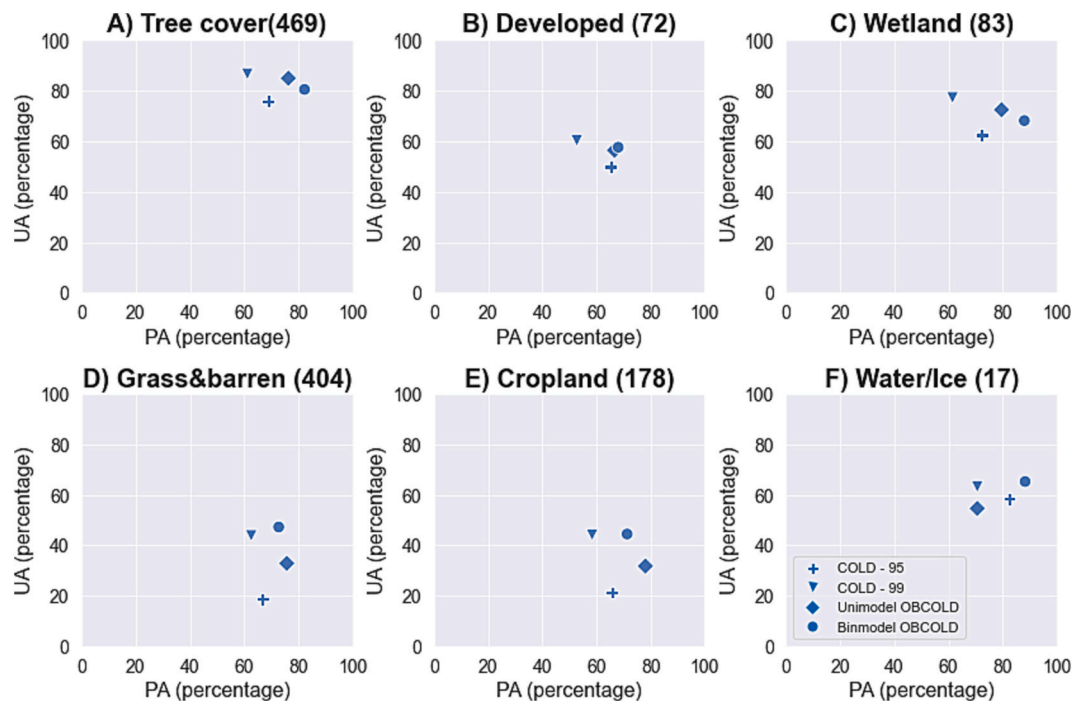 A) Tree cover(469)
B) Developed (72)
C) Wetland (83)
100
80
60
40
20
0
UA (percentage)
0 20 40 60 80 100
PA (percentage)
100
80
60
40
20
0
UA (percentage)
0 20 40 60 80 100
PA (percentage)
100
80
60
40
20
0
UA (percentage)
0 20 40 60 80 100
PA (percentage)
D) Grass&barren (404)
E) Cropland (178)
F) Water/Ice (17)
100
80
60
40
20
0
UA (percentage)
0 20 40 60 80 100
PA (percentage)
100
80
60
40
20
0
UA (percentage)
0 20 40 60 80 100
PA (percentage)
100
80
60
40
20
0
UA (percentage)
COLD - 95
COLD - 99
Unimodel OBCOLD
Binmodel OBCOLD
0 20 40 60 80 100
PA (percentage)